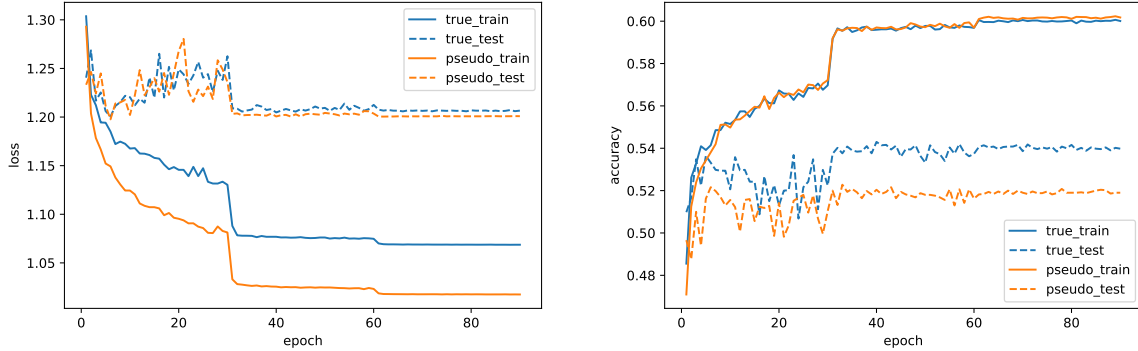 1.30
1.25
1.20
1.15
1.10
1.05
loss
0 20 40 60 80
epoch
true_train
true_test
pseudo_train
pseudo_test
0.60
0.58
0.56
0.54
0.52
0.50
0.48
accuracy
0 20 40 60 80
epoch
true_train
true_test
pseudo_train
pseudo_test